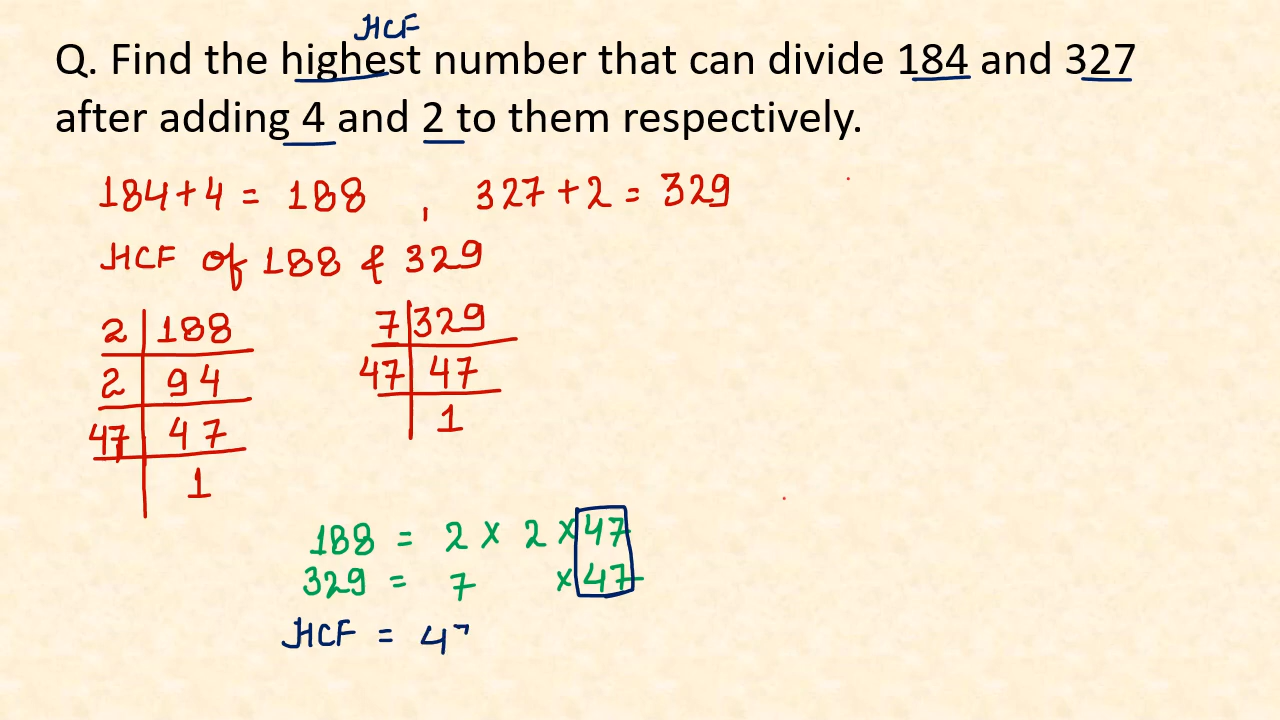 HCF
Q. Find the highest number that can divide 184 and 327
after adding 4 and 2 to them respectively.
184+4 = 188 , 327+2 = 329
HCF of 188 & 329
2 | 188
2 | 94
47 | 47
1
7 | 329
47 | 47
1
188 = 2 × 2 × 47
329 = 7 × 47
HCF = 47